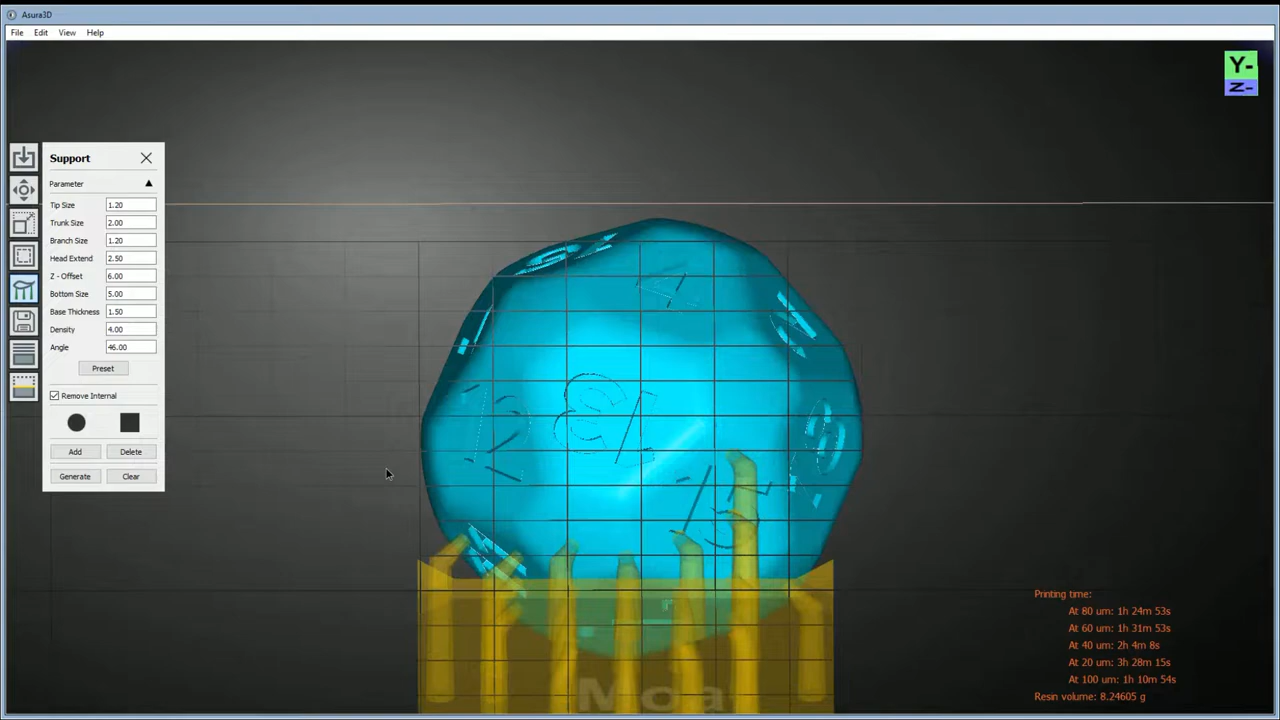 Asura3D
File Edit View Help
Y-
Z-
Support
Parameter
Tip Size 1.20
Trunk Size 2.00
Branch Size 1.20
Head Extend 2.50
Z - Offset 6.00
Bottom Size 5.00
Base Thickness 1.50
Density 4.00
Angle 46.00
Preset
Remove Internal
Add Delete
Generate Clear
Printing time:
At 80 um: 1h 24m 53s
At 60 um: 1h 31m 53s
At 40 um: 2h 4m 8s
At 20 um: 3h 28m 15s
At 100 um: 1h 10m 54s
Resin volume: 8.24605 g
Moa